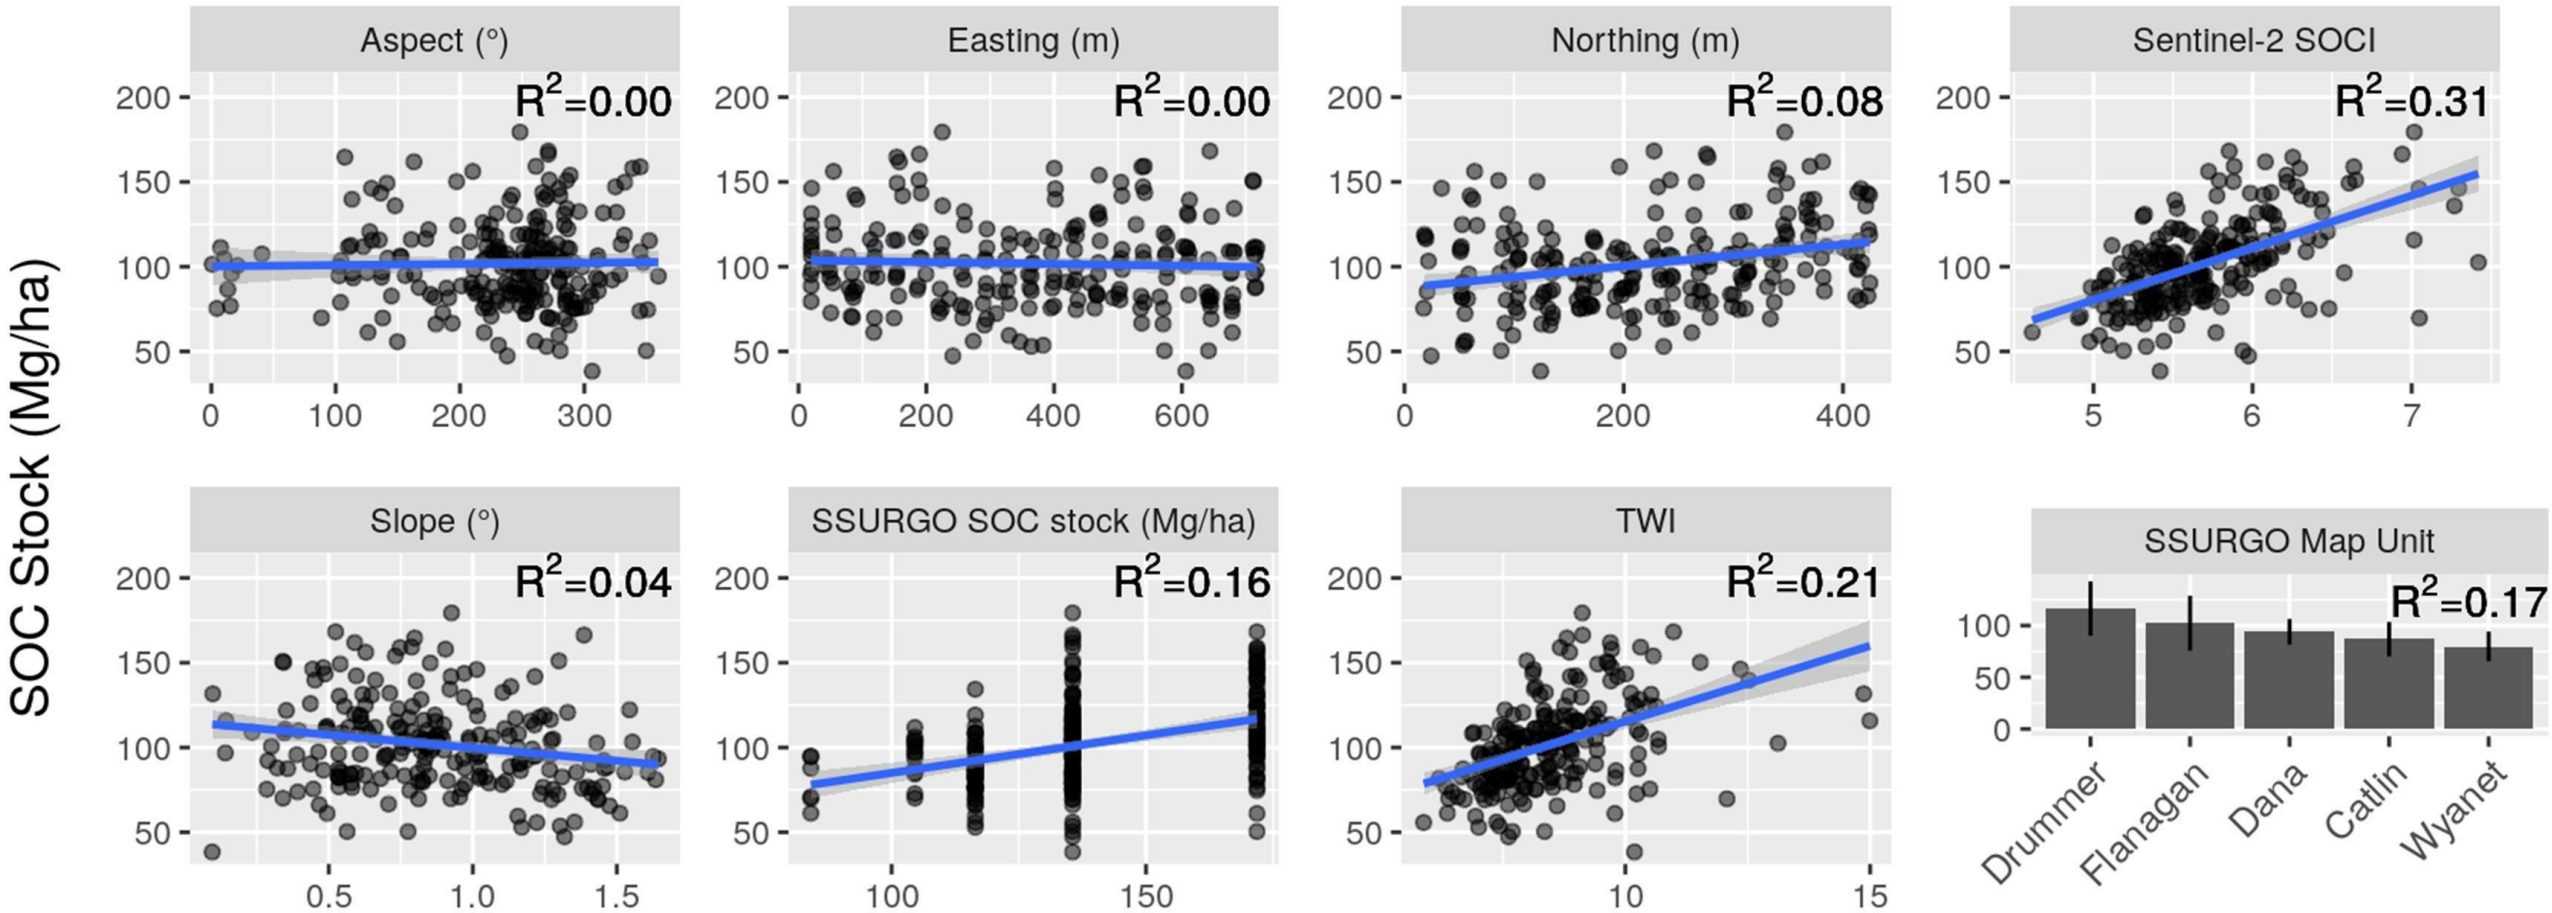 SOC Stock (Mg/ha)
Aspect (°)
R²=0.00
200
150
100
50
0 100 200 300
Easting (m)
R²=0.00
200
150
100
50
0 200 400 600
Northing (m)
R²=0.08
200
150
100
50
0 200 400
Sentinel-2 SOCI
R²=0.31
200
150
100
50
5 6 7
Slope (°)
R²=0.04
200
150
100
50
0.5 1.0 1.5
SSURGO SOC stock (Mg/ha)
R²=0.16
200
150
100
50
100 150
TWI
R²=0.21
200
150
100
50
10 15
SSURGO Map Unit
R²=0.17
100
50
0
Drummer Flanagan Dana Catlin Wyanet